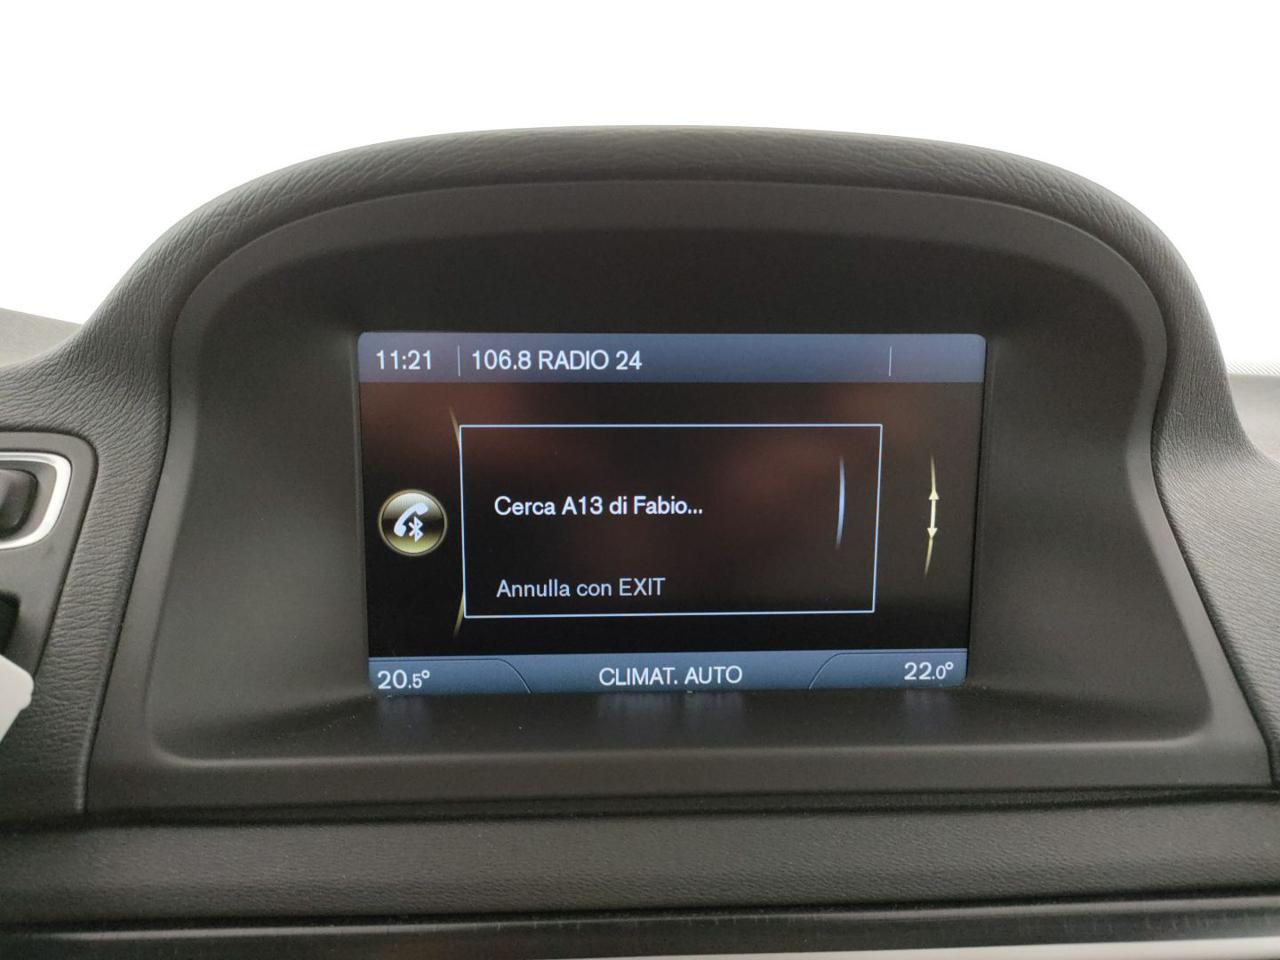 11:21 106.8 RADIO 24
Cerca A13 di Fabio...
Annulla con EXIT
20.5° CLIMAT. AUTO 22.0°